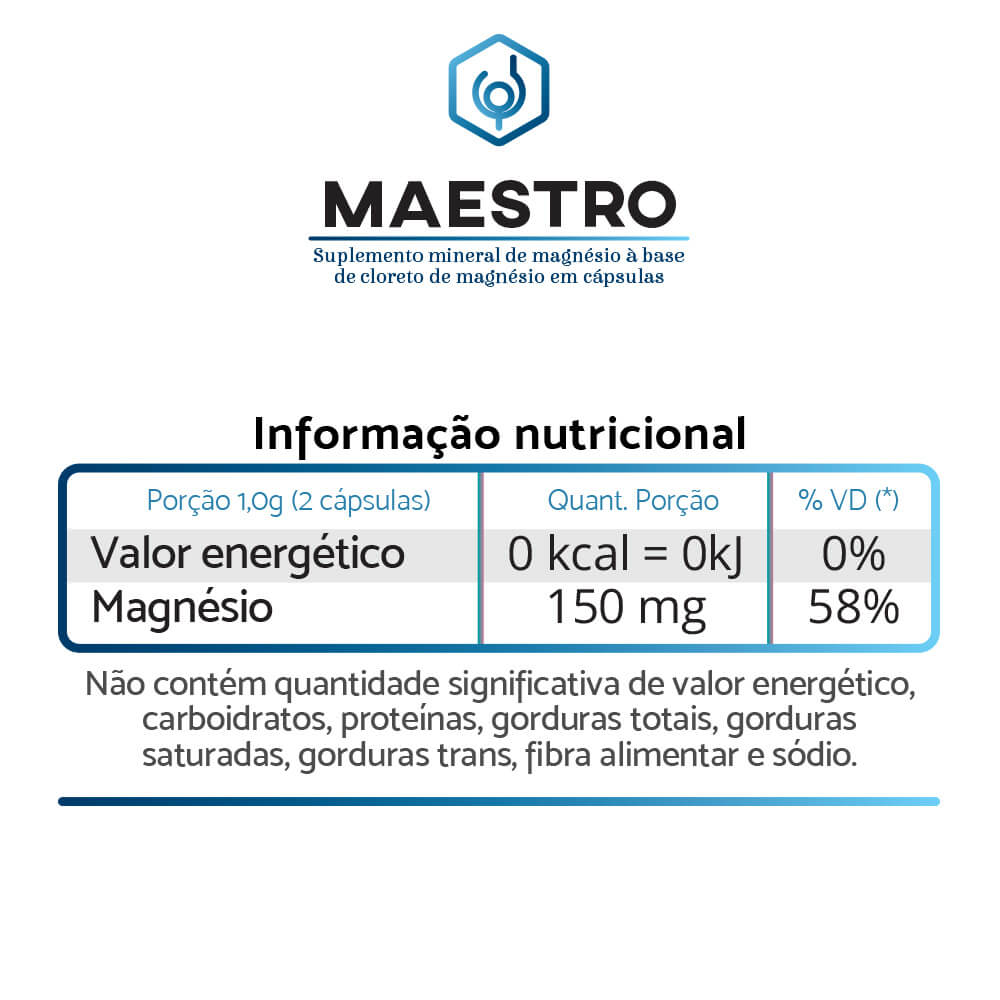 MAESTRO
Suplemento mineral de magnésio à base
de cloreto de magnésio em cápsulas
Informação nutricional
Porção 1,0g (2 cápsulas) Quant. Porção % VD (*)
Valor energético 0 kcal = 0kJ 0%
Magnésio 150 mg 58%
Não contém quantidade significativa de valor energético,
carboidratos, proteínas, gorduras totais, gorduras
saturadas, gorduras trans, fibra alimentar e sódio.